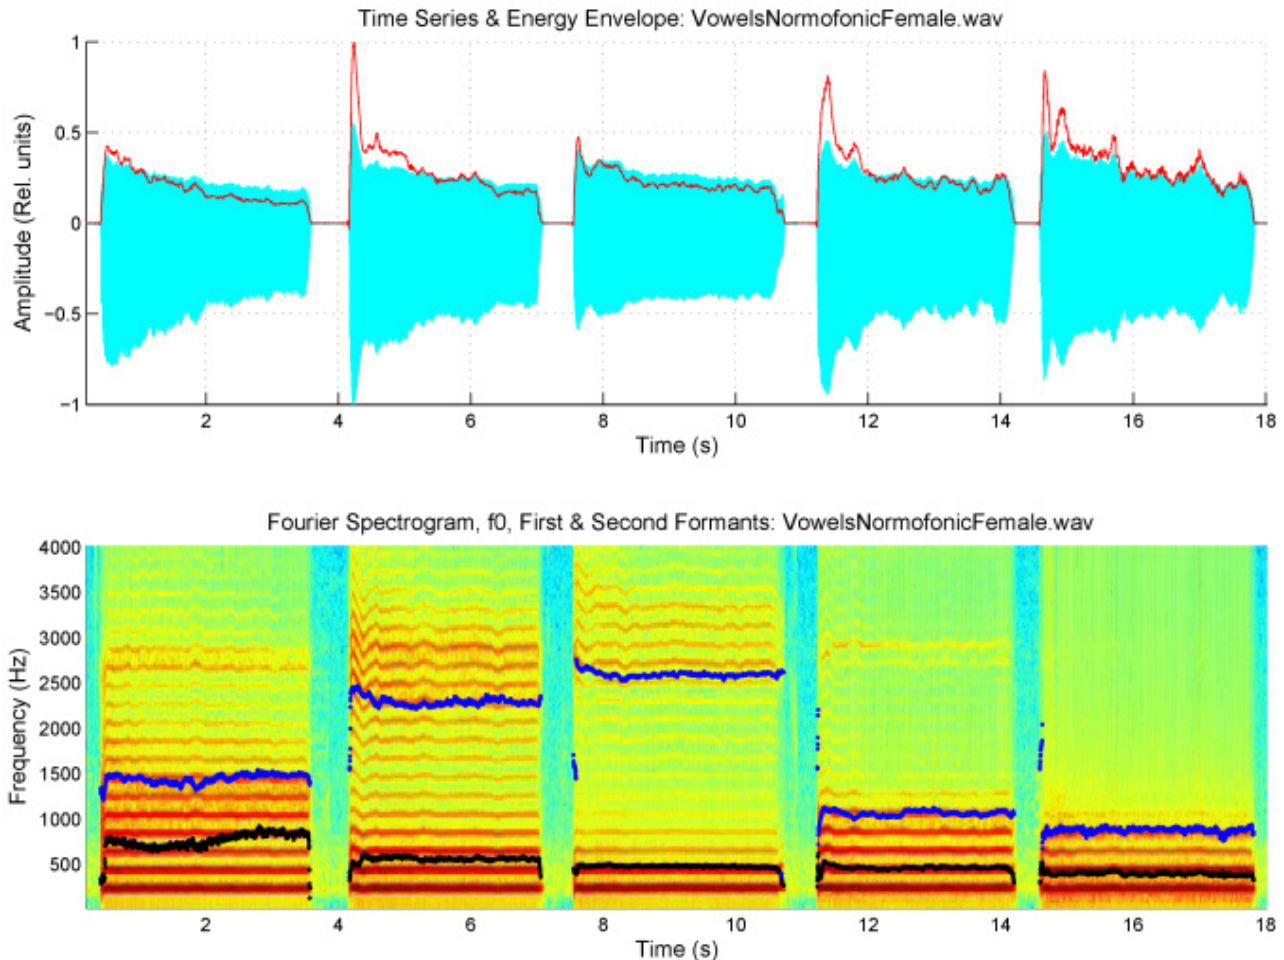 Time Series & Energy Envelope: VowelsNormofonicFemale.wav
1
0.5
0
−0.5
−1
Amplitude (Rel. units)
2 4 6 8 10 12 14 16 18
Time (s)
Fourier Spectrogram, f0, First & Second Formants: VowelsNormofonicFemale.wav
4000
3500
3000
2500
2000
1500
1000
500
Frequency (Hz)
2 4 6 8 10 12 14 16 18
Time (s)